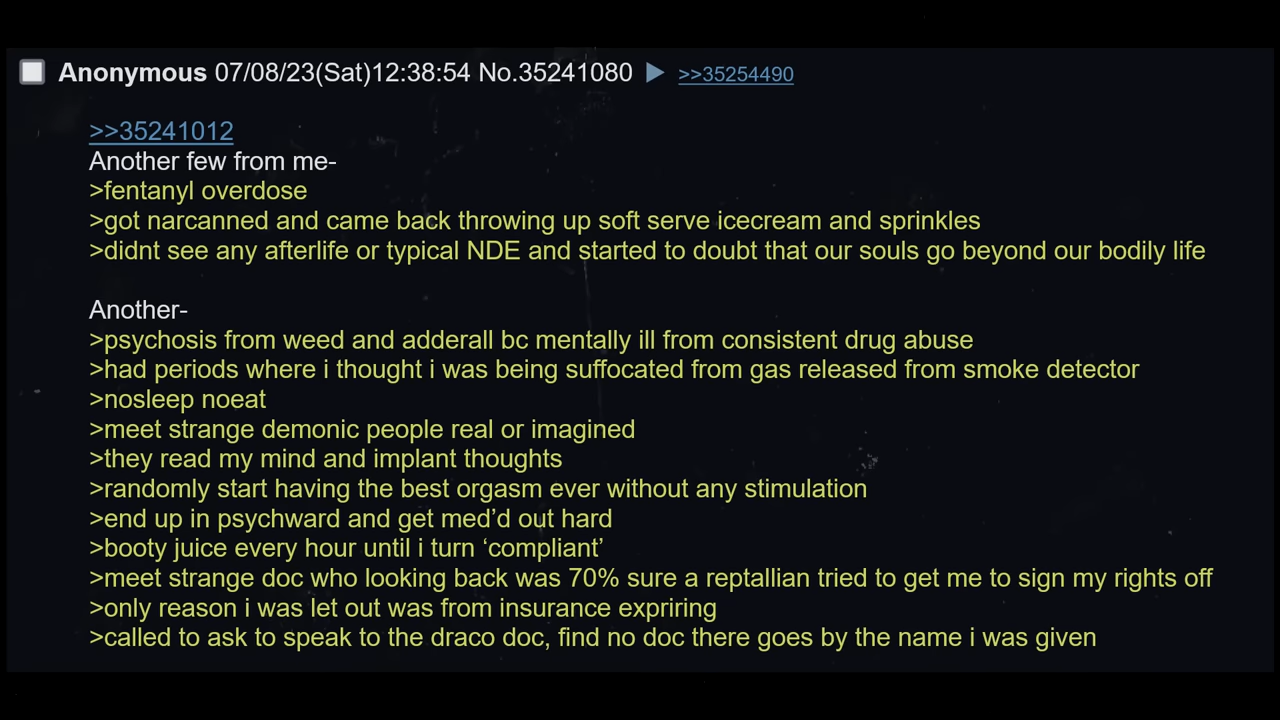 Anonymous 07/08/23(Sat)12:38:54 No.35241080 ▶ >>35254490
>>35241012
Another few from me-
>fentanyl overdose
>got narcanned and came back throwing up soft serve icecream and sprinkles
>didnt see any afterlife or typical NDE and started to doubt that our souls go beyond our bodily life
Another-
>psychosis from weed and adderall bc mentally ill from consistent drug abuse
>had periods where i thought i was being suffocated from gas released from smoke detector
>nosleep noeat
>meet strange demonic people real or imagined
>they read my mind and implant thoughts
>randomly start having the best orgasm ever without any stimulation
>end up in psychward and get med’d out hard
>booty juice every hour until i turn ‘compliant’
>meet strange doc who looking back was 70% sure a reptallian tried to get me to sign my rights off
>only reason i was let out was from insurance expriring
>called to ask to speak to the draco doc, find no doc there goes by the name i was given